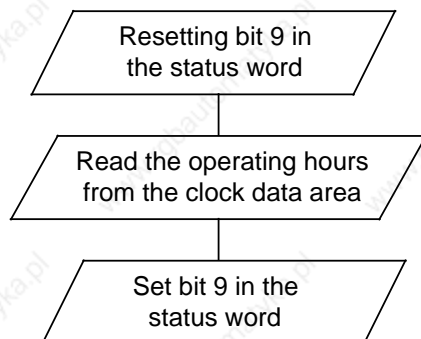 Resetting bit 9 in
the status word
Read the operating hours
from the clock data area
Set bit 9 in the
status word